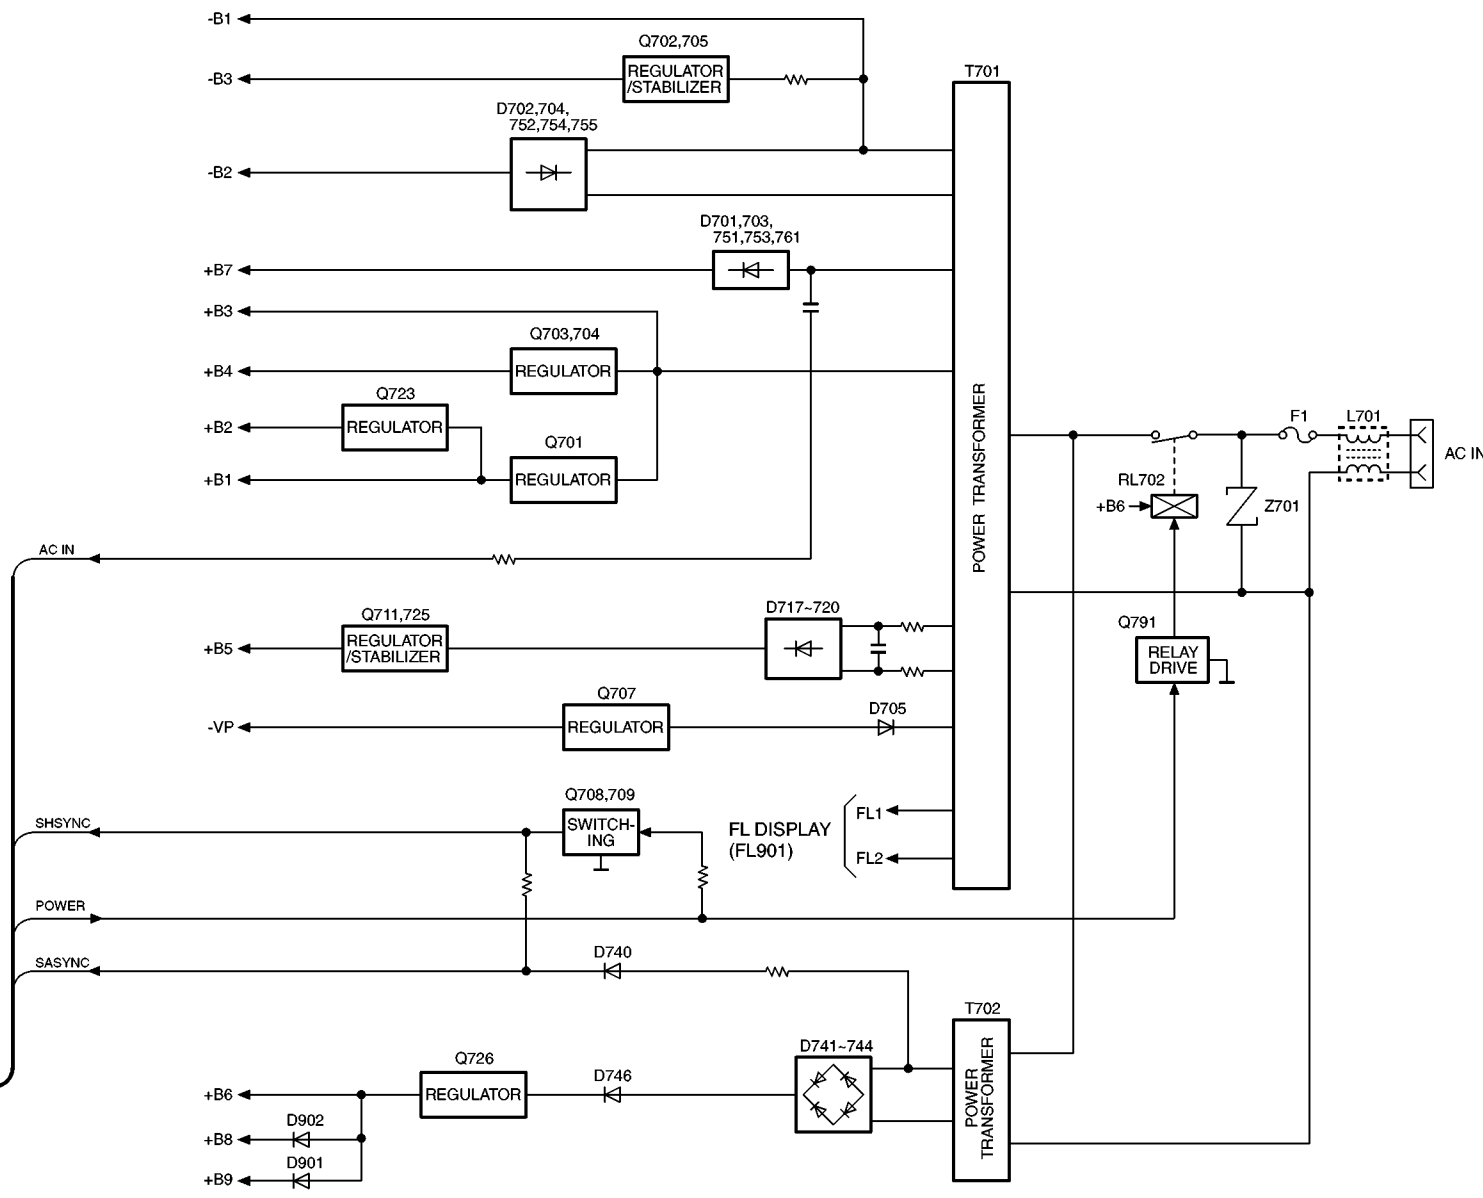 -B1
Q702,705
-B3
REGULATOR
/STABILIZER
T701
D702,704,
752,754,755
-B2
D701,703,
751,753,761
+B7
+B3
Q703,704
+B4
REGULATOR
Q723
+B2
REGULATOR
Q701
+B1
REGULATOR
POWER TRANSFORMER
F1
L701
AC IN
RL702
+B6
Z701
AC IN
Q711,725
D717~720
Q791
+B5
REGULATOR
/STABILIZER
RELAY
DRIVE
Q707
D705
-VP
REGULATOR
Q708,709
SHSYNC
SWITCH-
ING
FL DISPLAY
(FL901)
FL1
FL2
POWER
SASYNC
D740
T702
D741~744
Q726
D746
+B6
REGULATOR
POWER
TRANSFORMER
D902
+B8
D901
+B9